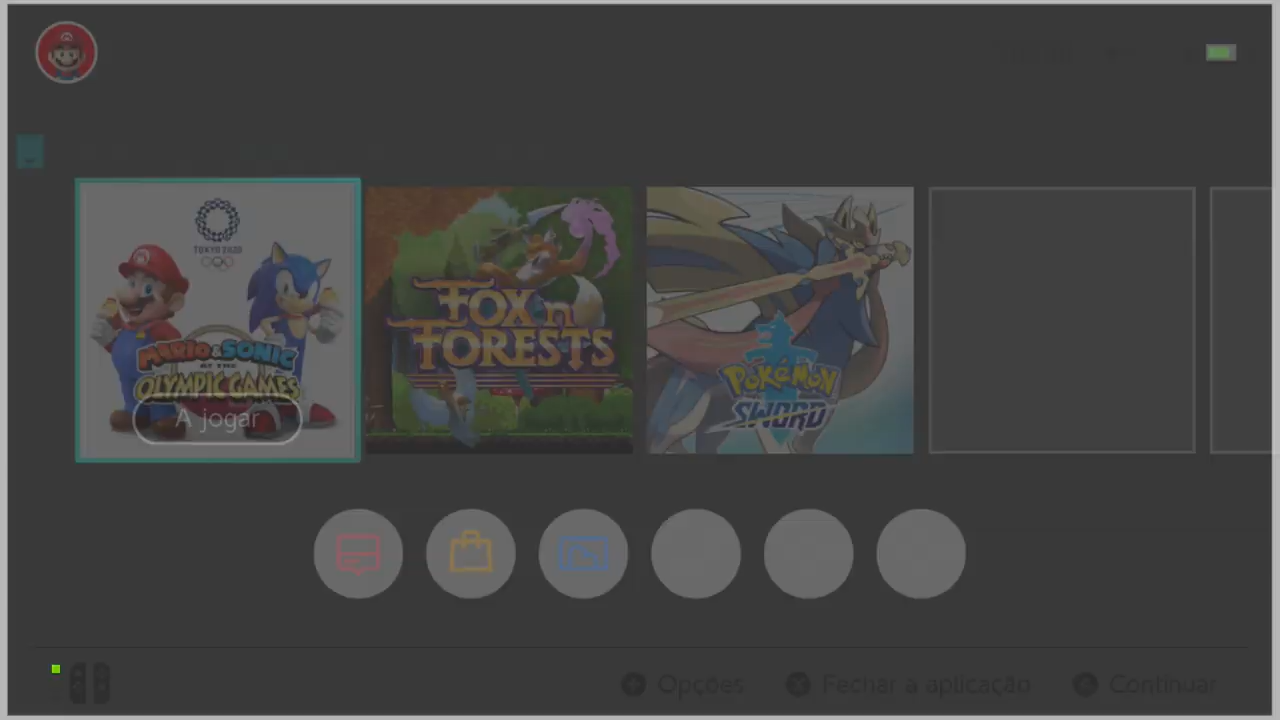 TOKYO 2020
MARIO & SONIC
AT THE
OLYMPIC GAMES
A jogar
FOX n
FORESTS
POKéMON
SWORD
Opções
Fechar a aplicação
Continuar